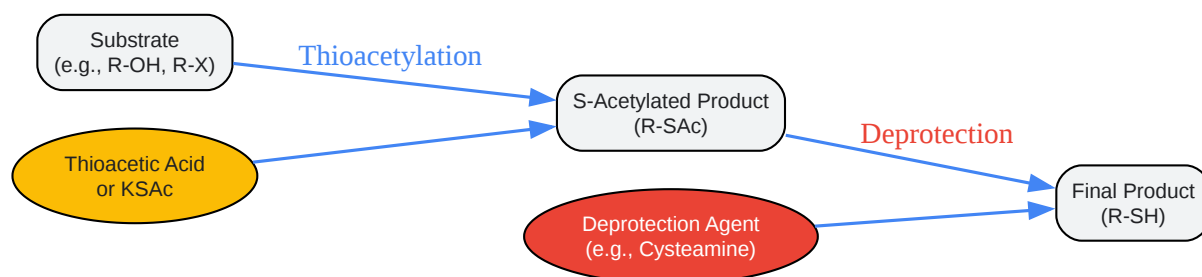 Substrate
(e.g., R-OH, R-X)
Thioacetylation
Thioacetic Acid
or KSAc
S-Acetylated Product
(R-SAc)
Deprotection
Deprotection Agent
(e.g., Cysteamine)
Final Product
(R-SH)